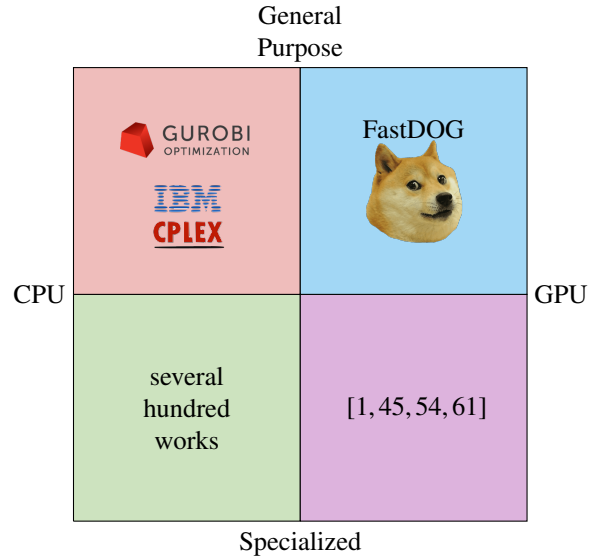 General
Purpose
GUROBI
OPTIMIZATION
FastDOG
IBM
CPLEX
CPU
GPU
several
hundred
works
[1, 45, 54, 61]
Specialized